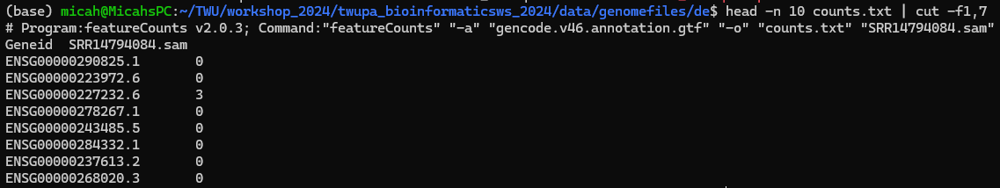 (base) micah@MicahsPC:~/TWU/workshop_2024/twupa_bioinformaticsws_2024/data/genomefiles/de$ head -n 10 counts.txt | cut -f1,7
# Program:featureCounts v2.0.3; Command:"featureCounts" "-a" "gencode.v46.annotation.gtf" "-o" "counts.txt" "SRR14794084.sam"
Geneid  SRR14794084.sam
ENSG00000290825.1       0
ENSG00000223972.6       0
ENSG00000227232.6       3
ENSG00000278267.1       0
ENSG00000243485.5       0
ENSG00000284332.1       0
ENSG00000237613.2       0
ENSG00000268020.3       0